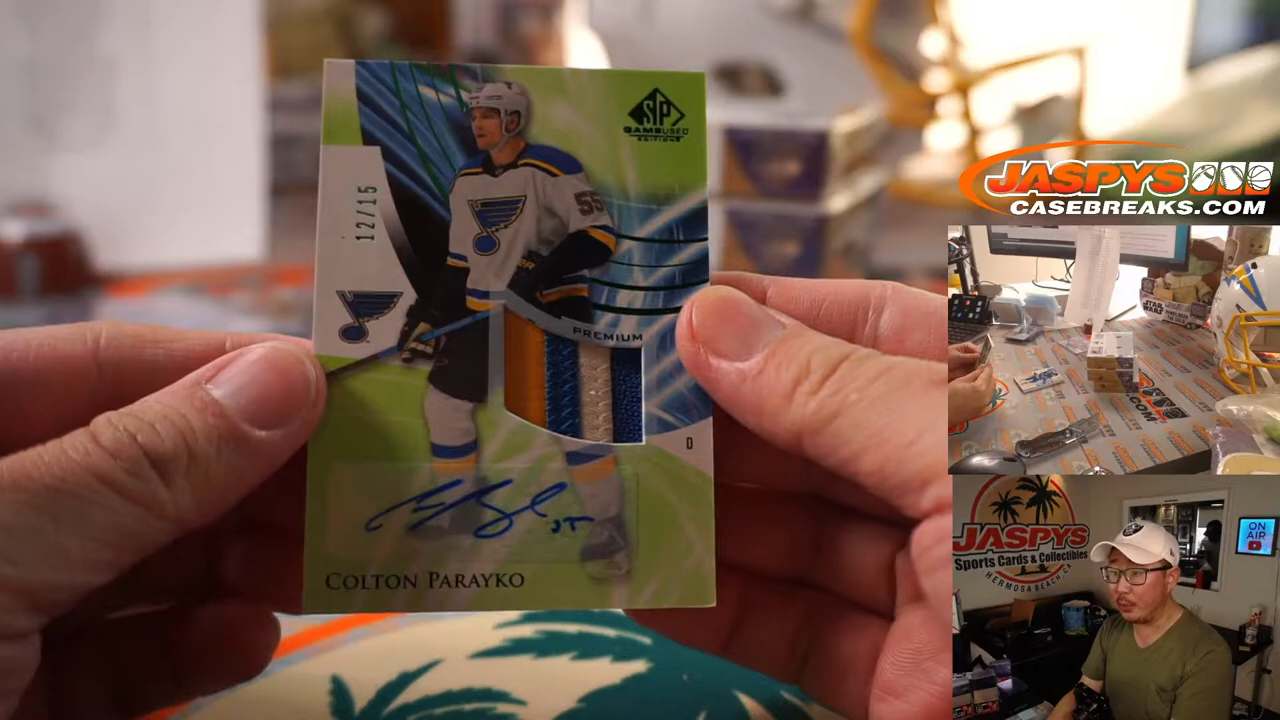 SP
GAME USED
EDITION
12/15
55
PREMIUM
D
55
COLTON PARAYKO
JASPYS
CASEBREAKS.COM
STAR WARS
JASPYS
Sports Cards & Collectibles
HERMOSA BEACH, CA
ON AIR